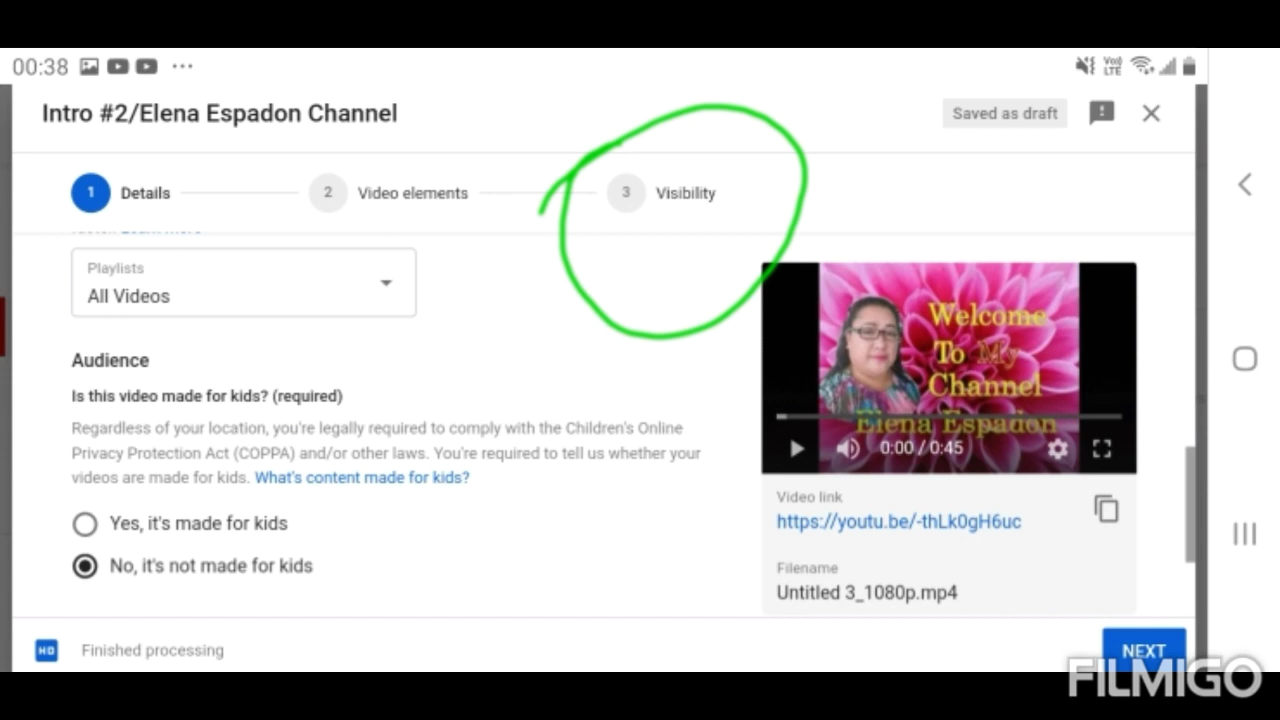 00:38
Vo))
LTE
Intro #2/Elena Espadon Channel
Saved as draft
1 Details
2 Video elements
3 Visibility
Playlists
All Videos
Audience
Is this video made for kids? (required)
Regardless of your location, you're legally required to comply with the Children's Online
Privacy Protection Act (COPPA) and/or other laws. You're required to tell us whether your
videos are made for kids. What's content made for kids?
Yes, it's made for kids
No, it's not made for kids
Welcome
To My
Channel
Elena Espadon
0:00 / 0:45
Video link
https://youtu.be/-thLk0gH6uc
Filename
Untitled 3_1080p.mp4
HD Finished processing
NEXT
FILMIGO